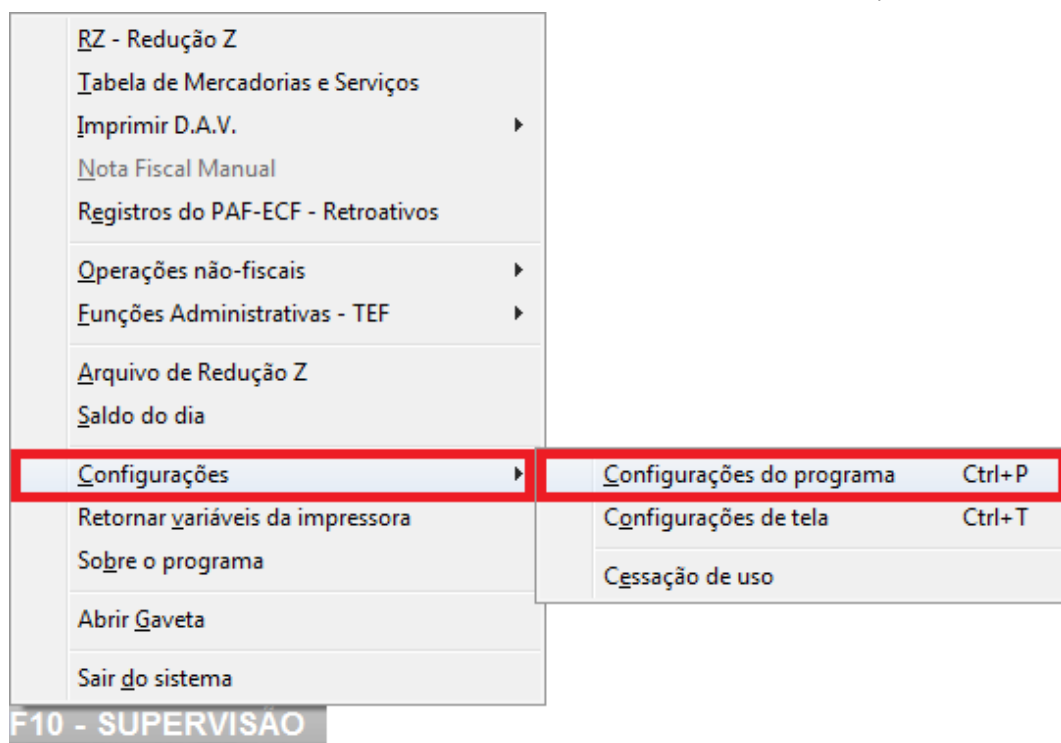 RZ - Redução Z
Tabela de Mercadorias e Serviços
Imprimir D.A.V.
Nota Fiscal Manual
Registros do PAF-ECF - Retroativos
Operações não-fiscais
Funções Administrativas - TEF
Arquivo de Redução Z
Saldo do dia
Configurações
Configurações do programa Ctrl+P
Retornar variáveis da impressora
Configurações de tela Ctrl+T
Sobre o programa
Cessação de uso
Abrir Gaveta
Sair do sistema
F10 - SUPERVISÃO